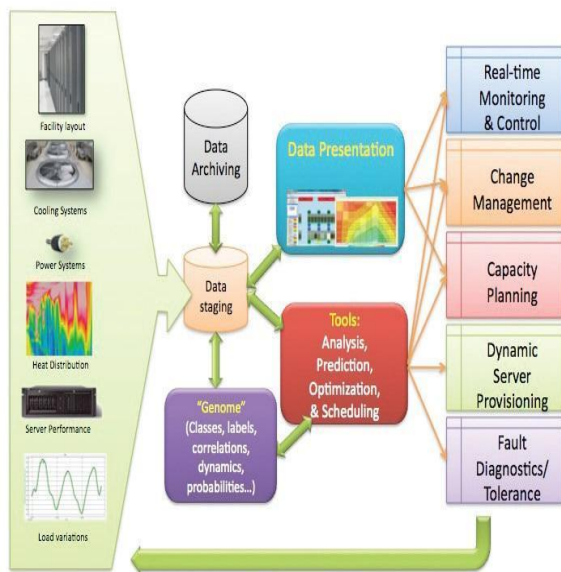 Facility layout
Cooling Systems
Power Systems
Heat Distribution
Server Performance
Load variations
Data
Archiving
Data
staging
"Genome"
(Classes, labels,
correlations,
dynamics,
probabilities...)
Data Presentation
Tools:
Analysis,
Prediction,
Optimization,
& Scheduling
Real-time
Monitoring
& Control
Change
Management
Capacity
Planning
Dynamic
Server
Provisioning
Fault
Diagnostics/
Tolerance